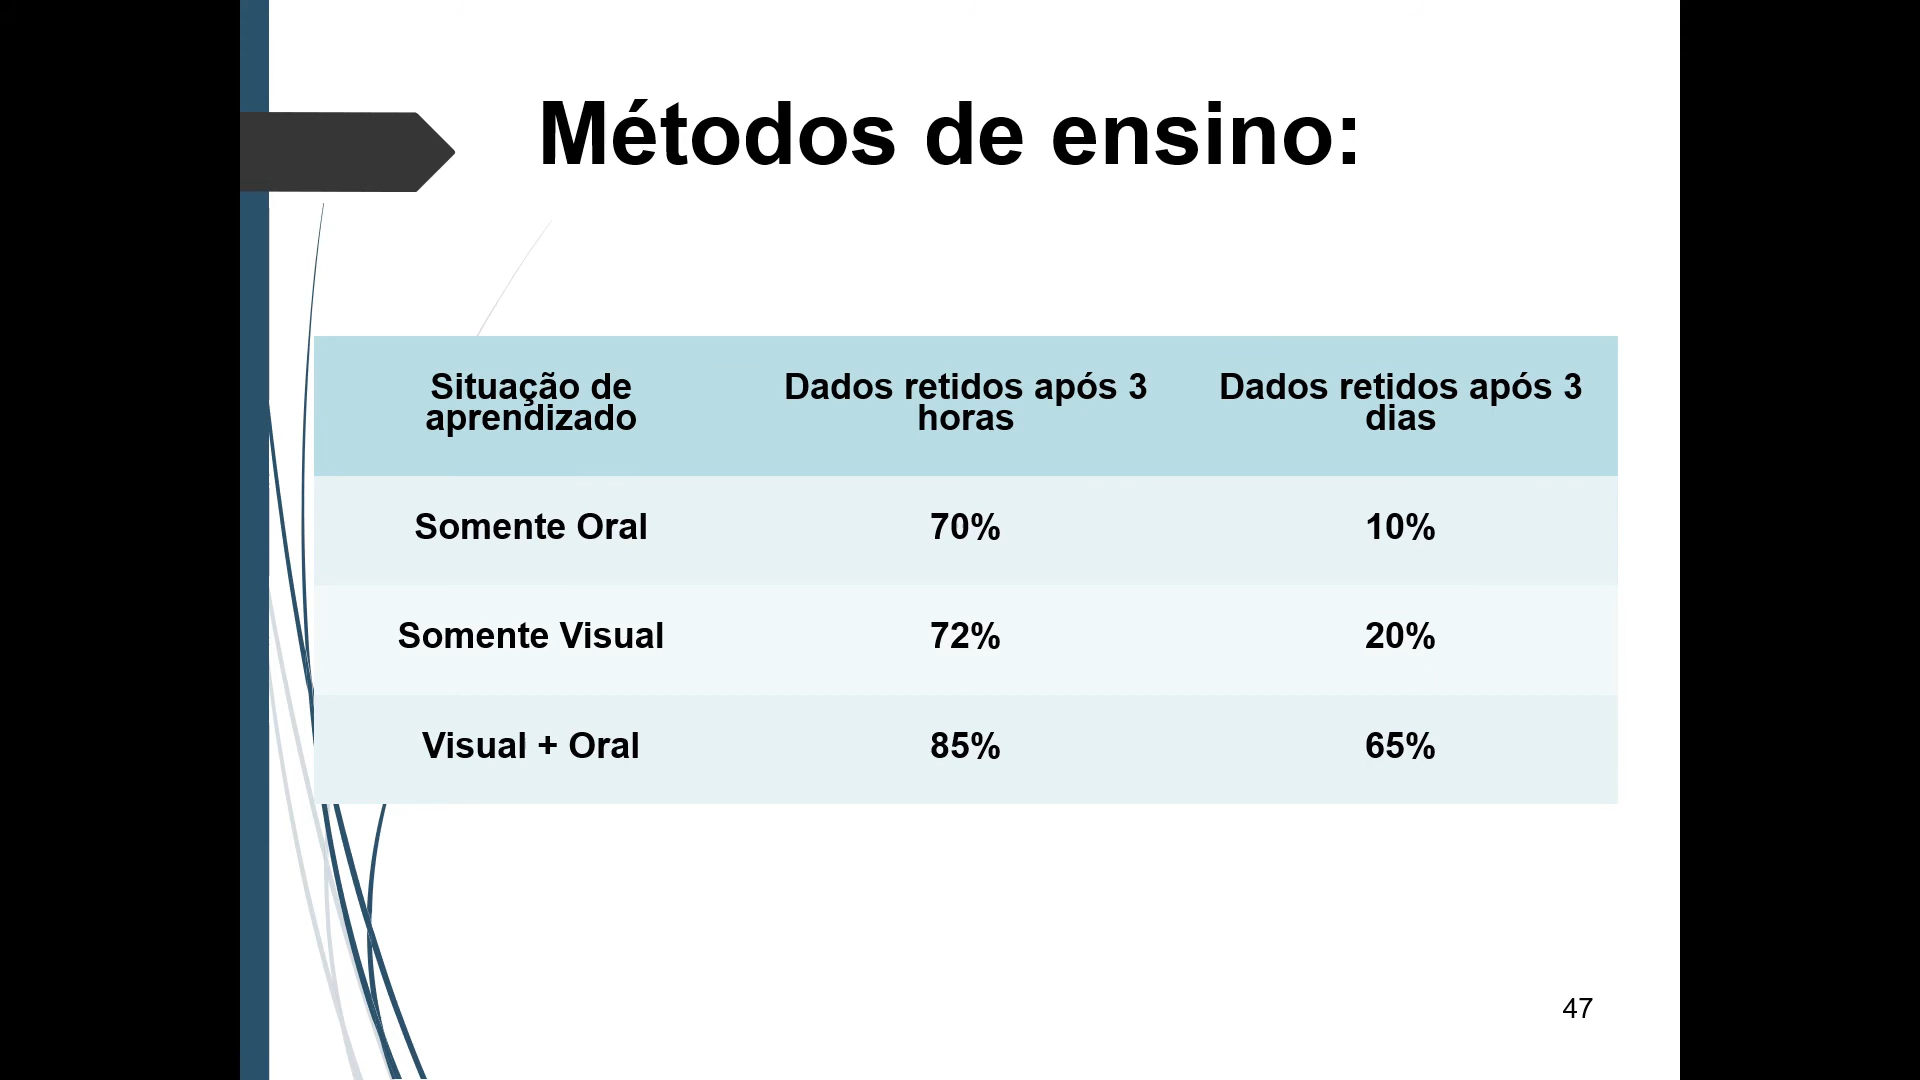 Métodos de ensino:
Situação de
aprendizado
Dados retidos após 3
horas
Dados retidos após 3
dias
Somente Oral
70%
10%
Somente Visual
72%
20%
Visual + Oral
85%
65%
47